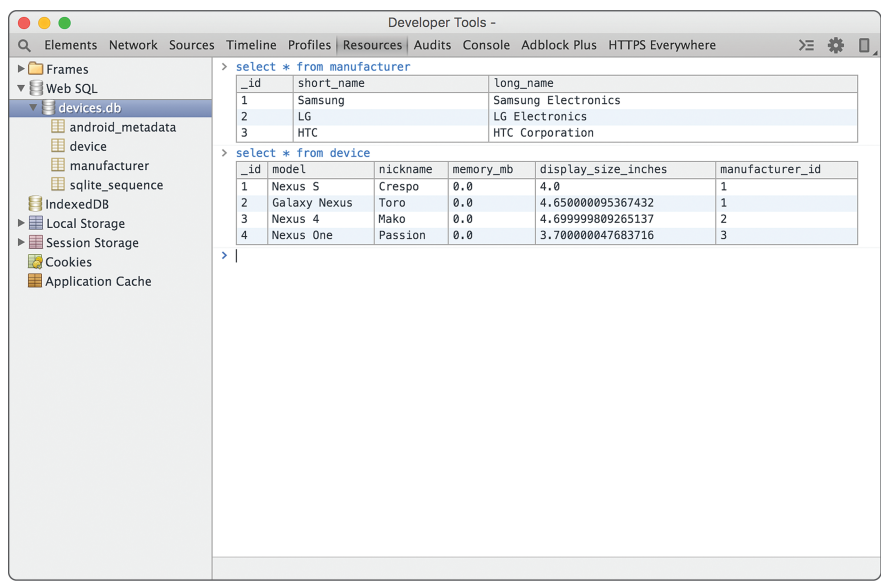 Developer Tools -
Elements Network Sources Timeline Profiles Resources Audits Console Adblock Plus HTTPS Everywhere
Frames
Web SQL
devices.db
android_metadata
device
manufacturer
sqlite_sequence
IndexedDB
Local Storage
Session Storage
Cookies
Application Cache
> select * from manufacturer
_id short_name long_name
1 Samsung Samsung Electronics
2 LG LG Electronics
3 HTC HTC Corporation
> select * from device
_id model nickname memory_mb display_size_inches manufacturer_id
1 Nexus S Crespo 0.0 4.0 1
2 Galaxy Nexus Toro 0.0 4.650000095367432 1
3 Nexus 4 Mako 0.0 4.699999809265137 2
4 Nexus One Passion 0.0 3.700000047683716 3
>